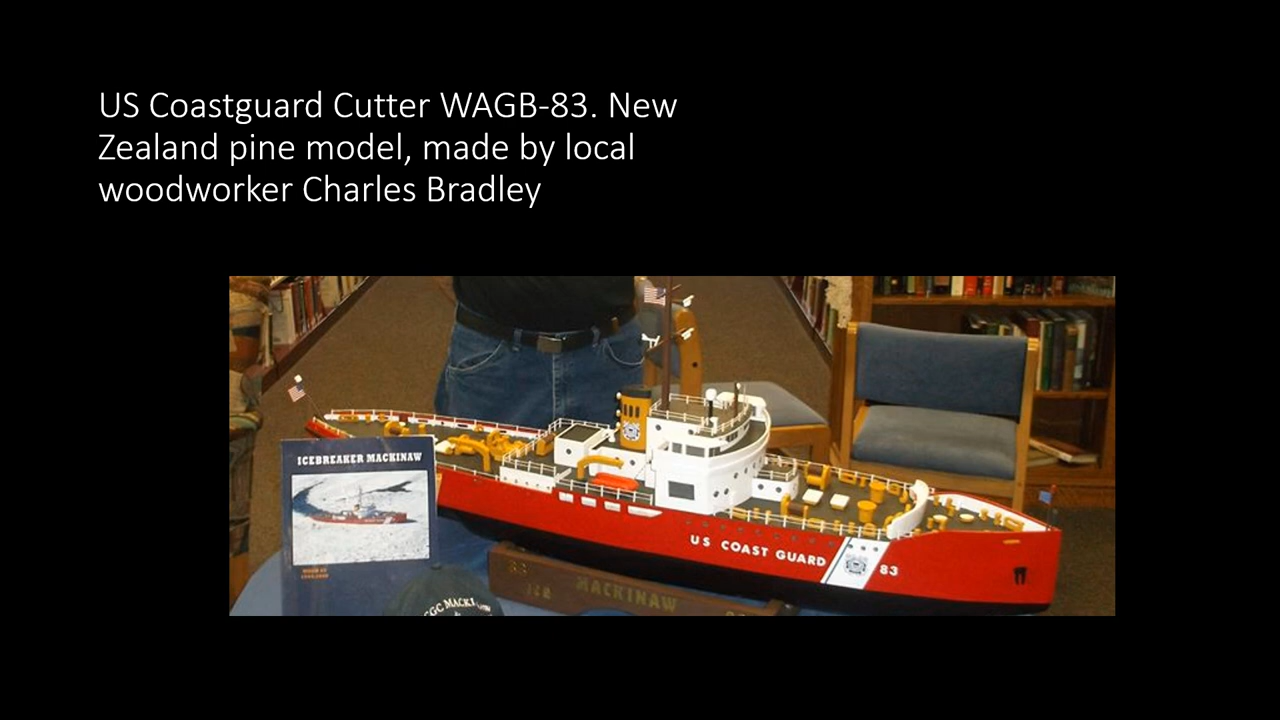 US Coastguard Cutter WAGB-83. New
Zealand pine model, made by local
woodworker Charles Bradley
ICEBREAKER MACKINAW
US COAST GUARD
83
83
MACKINAW